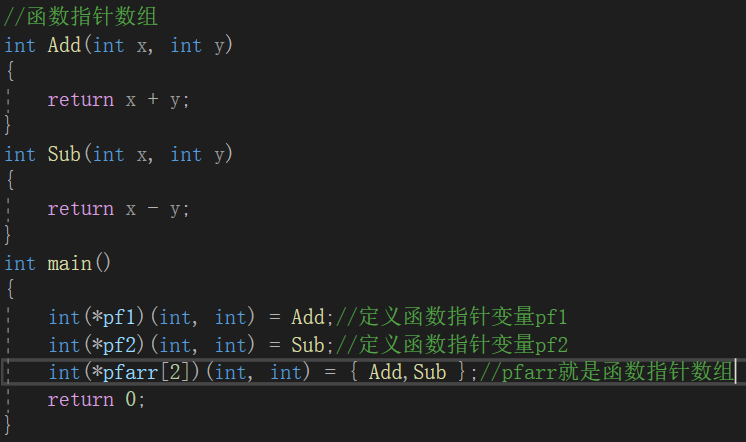 //函数指针数组
int Add(int x, int y)
{
    return x + y;
}
int Sub(int x, int y)
{
    return x - y;
}
int main()
{
    int(*pf1)(int, int) = Add;//定义函数指针变量pf1
    int(*pf2)(int, int) = Sub;//定义函数指针变量pf2
    int(*pfarr[2])(int, int) = { Add,Sub };//pfarr就是函数指针数组
    return 0;
}